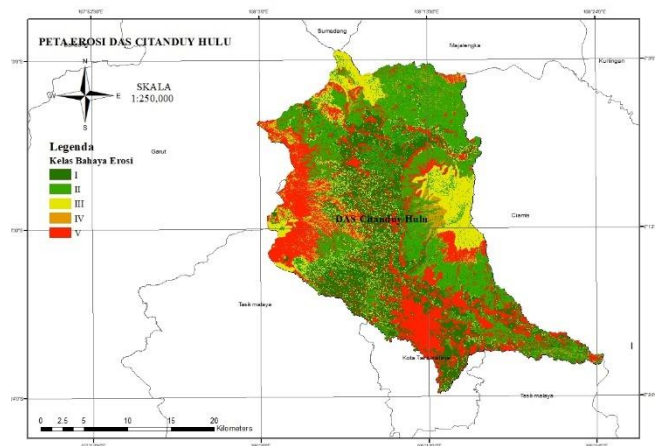 PETA EROSI DAS CITANDUY HULU
Sumedang
Majalengka
Kuningan
N
W
E
S
SKALA
1:250,000
Garut
Legenda
Kelas Bahaya Erosi
I
II
III
IV
V
DAS Citanduy Hulu
Ciamis
Tasikmalaya
Kota Tasikmalaya
Tasikmalaya
0 2.5 5 10 15 20
Kilometers